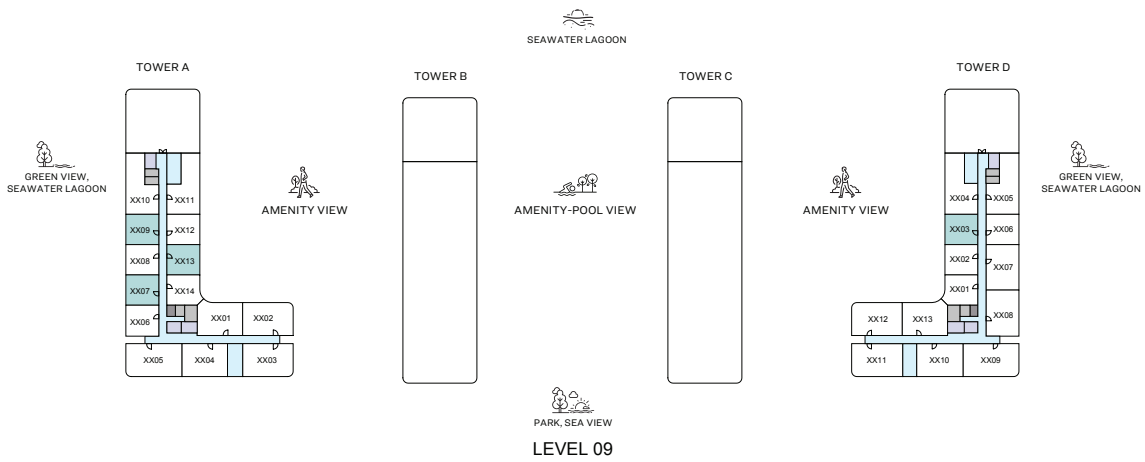 SEAWATER LAGOON
TOWER A
TOWER B
TOWER C
TOWER D
GREEN VIEW,
SEAWATER LAGOON
AMENITY VIEW
AMENITY-POOL VIEW
AMENITY VIEW
GREEN VIEW,
SEAWATER LAGOON
XX10 XX11
XX09 XX12
XX08 XX13
XX07 XX14
XX06 XX01 XX02
XX05 XX04 XX03
XX04 XX05
XX03 XX06
XX02 XX07
XX01
XX12 XX13 XX08
XX11 XX10 XX09
PARK, SEA VIEW
LEVEL 09